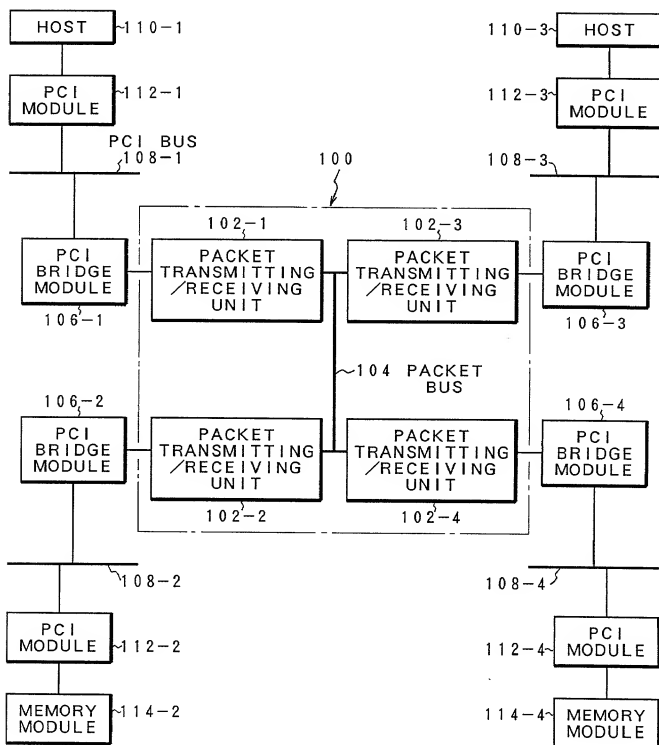 HOST
110-1
110-3
HOST
PCI
MODULE
112-1
112-3
PCI
MODULE
PCI BUS
108-1
108-3
100
102-1
102-3
PCI
BRIDGE
MODULE
PACKET
TRANSMITTING
/RECEIVING
UNIT
PACKET
TRANSMITTING
/RECEIVING
UNIT
PCI
BRIDGE
MODULE
106-1
106-3
104 PACKET
BUS
106-2
106-4
PCI
BRIDGE
MODULE
PACKET
TRANSMITTING
/RECEIVING
UNIT
PACKET
TRANSMITTING
/RECEIVING
UNIT
PCI
BRIDGE
MODULE
102-2
102-4
108-2
108-4
PCI
MODULE
112-2
112-4
PCI
MODULE
MEMORY
MODULE
114-2
114-4
MEMORY
MODULE